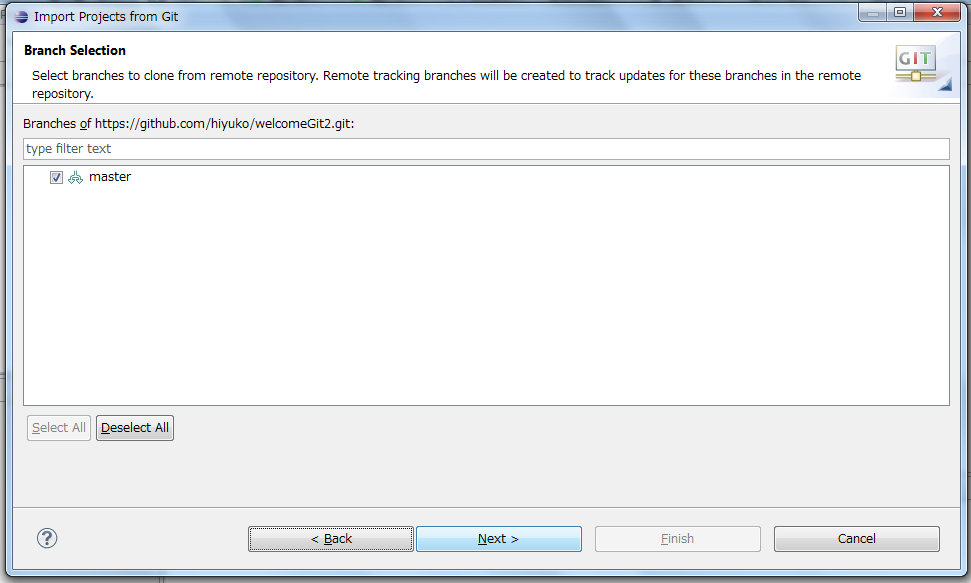 Import Projects from Git
Branch Selection
Select branches to clone from remote repository. Remote tracking branches will be created to track updates for these branches in the remote
repository.
GIT
Branches of https://github.com/hiyuko/welcomeGit2.git:
type filter text
master
Select All
Deselect All
< Back
Next >
Finish
Cancel